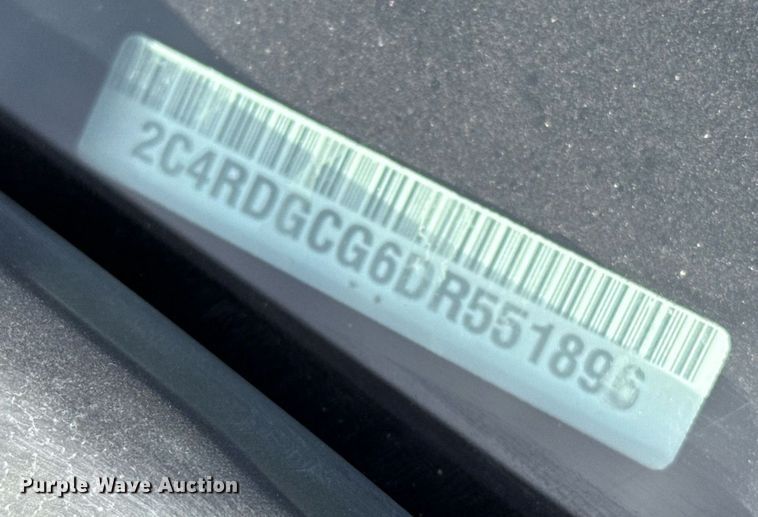 2C4RDGCG6DR551896
Purple Wave Auction